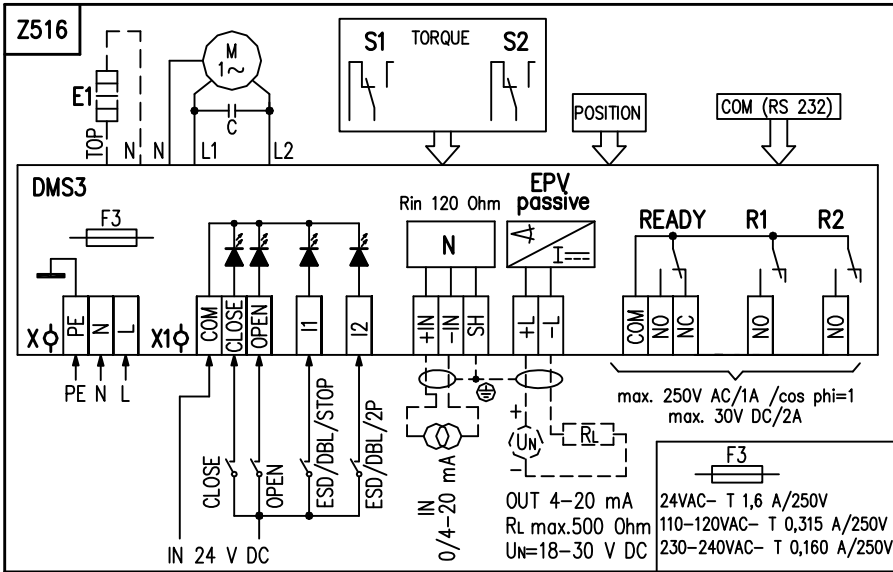 Z516
E1
TOP
N
N
M
1~
C
L1
L2
S1
TORQUE
S2
POSITION
COM (RS 232)
DMS3
F3
Rin 120 Ohm
N
EPV
passive
I
READY
R1
R2
X
PE
N
L
X1
COM
CLOSE
OPEN
I1
I2
+IN
-IN
SH
+L
-L
COM
NO
NC
NO
NO
PE N L
CLOSE
OPEN
ESD/DBL/STOP
ESD/DBL/2P
IN 24 V DC
IN
0/4-20 mA
+
UN
-
RL
OUT 4-20 mA
RL max.500 Ohm
UN=18-30 V DC
max. 250V AC/1A /cos phi=1
max. 30V DC/2A
F3
24VAC- T 1,6 A/250V
110-120VAC- T 0,315 A/250V
230-240VAC- T 0,160 A/250V